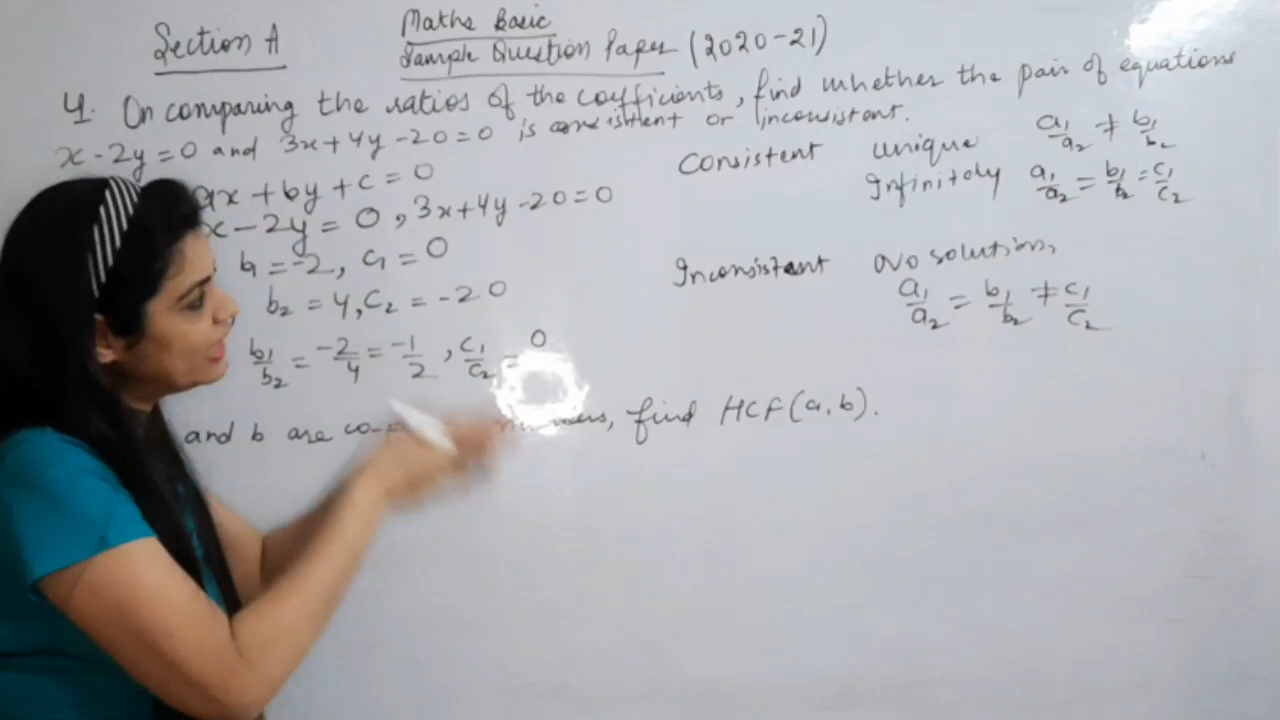 Section A
Maths Basic
Sample Question Paper (2020-21)
4. On comparing the ratios of the coefficients, find whether the pair of equations
x - 2y = 0 and 3x + 4y - 20 = 0 is consistent or inconsistent.
ax + by + c = 0
x - 2y = 0, 3x + 4y - 20 = 0
b1 = -2, c1 = 0
b2 = 4, c2 = -20
b1/b2 = -2/4 = -1/2, c1/c2 = 0
and b are numbers, find HCF(a, b).
Consistent unique a1/a2 ≠ b1/b2
Infinitely a1/a2 = b1/b2 = c1/c2
Inconsistent no solution,
a1/a2 = b1/b2 ≠ c1/c2